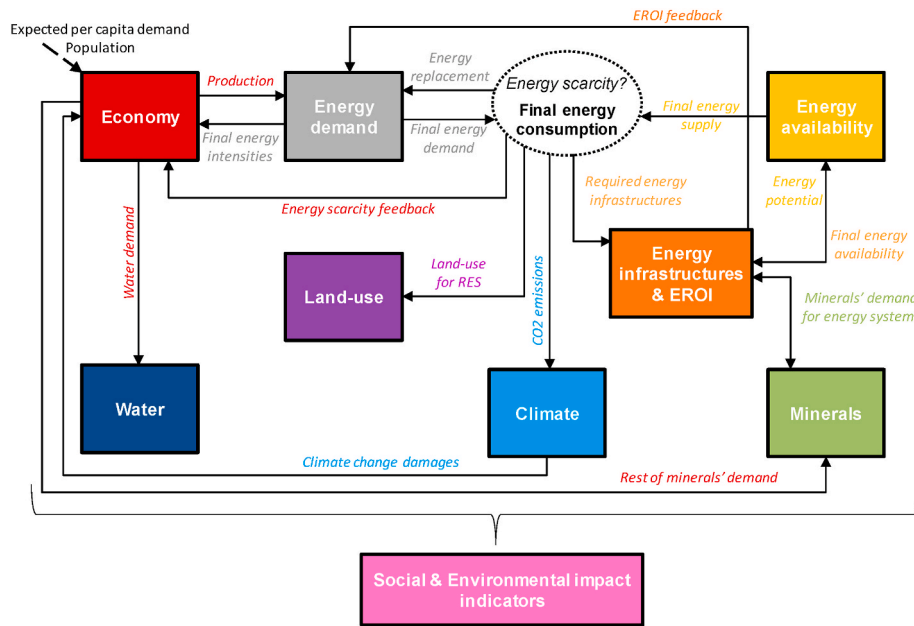 EROI feedback
Expected per capita demand
Population
Production
Energy
replacement
Energy scarcity?
Final energy
consumption
Final energy
supply
Economy
Energy
demand
Energy
availability
Final energy
intensities
Final energy
demand
Energy scarcity feedback
Required energy
infrastructures
Energy
potential
Water demand
Land-use
Land-use
for RES
CO2 emissions
Energy
infrastructures
& EROI
Final energy
availability
Minerals' demand
for energy system
Water
Climate
Minerals
Climate change damages
Rest of minerals' demand
Social & Environmental impact
indicators